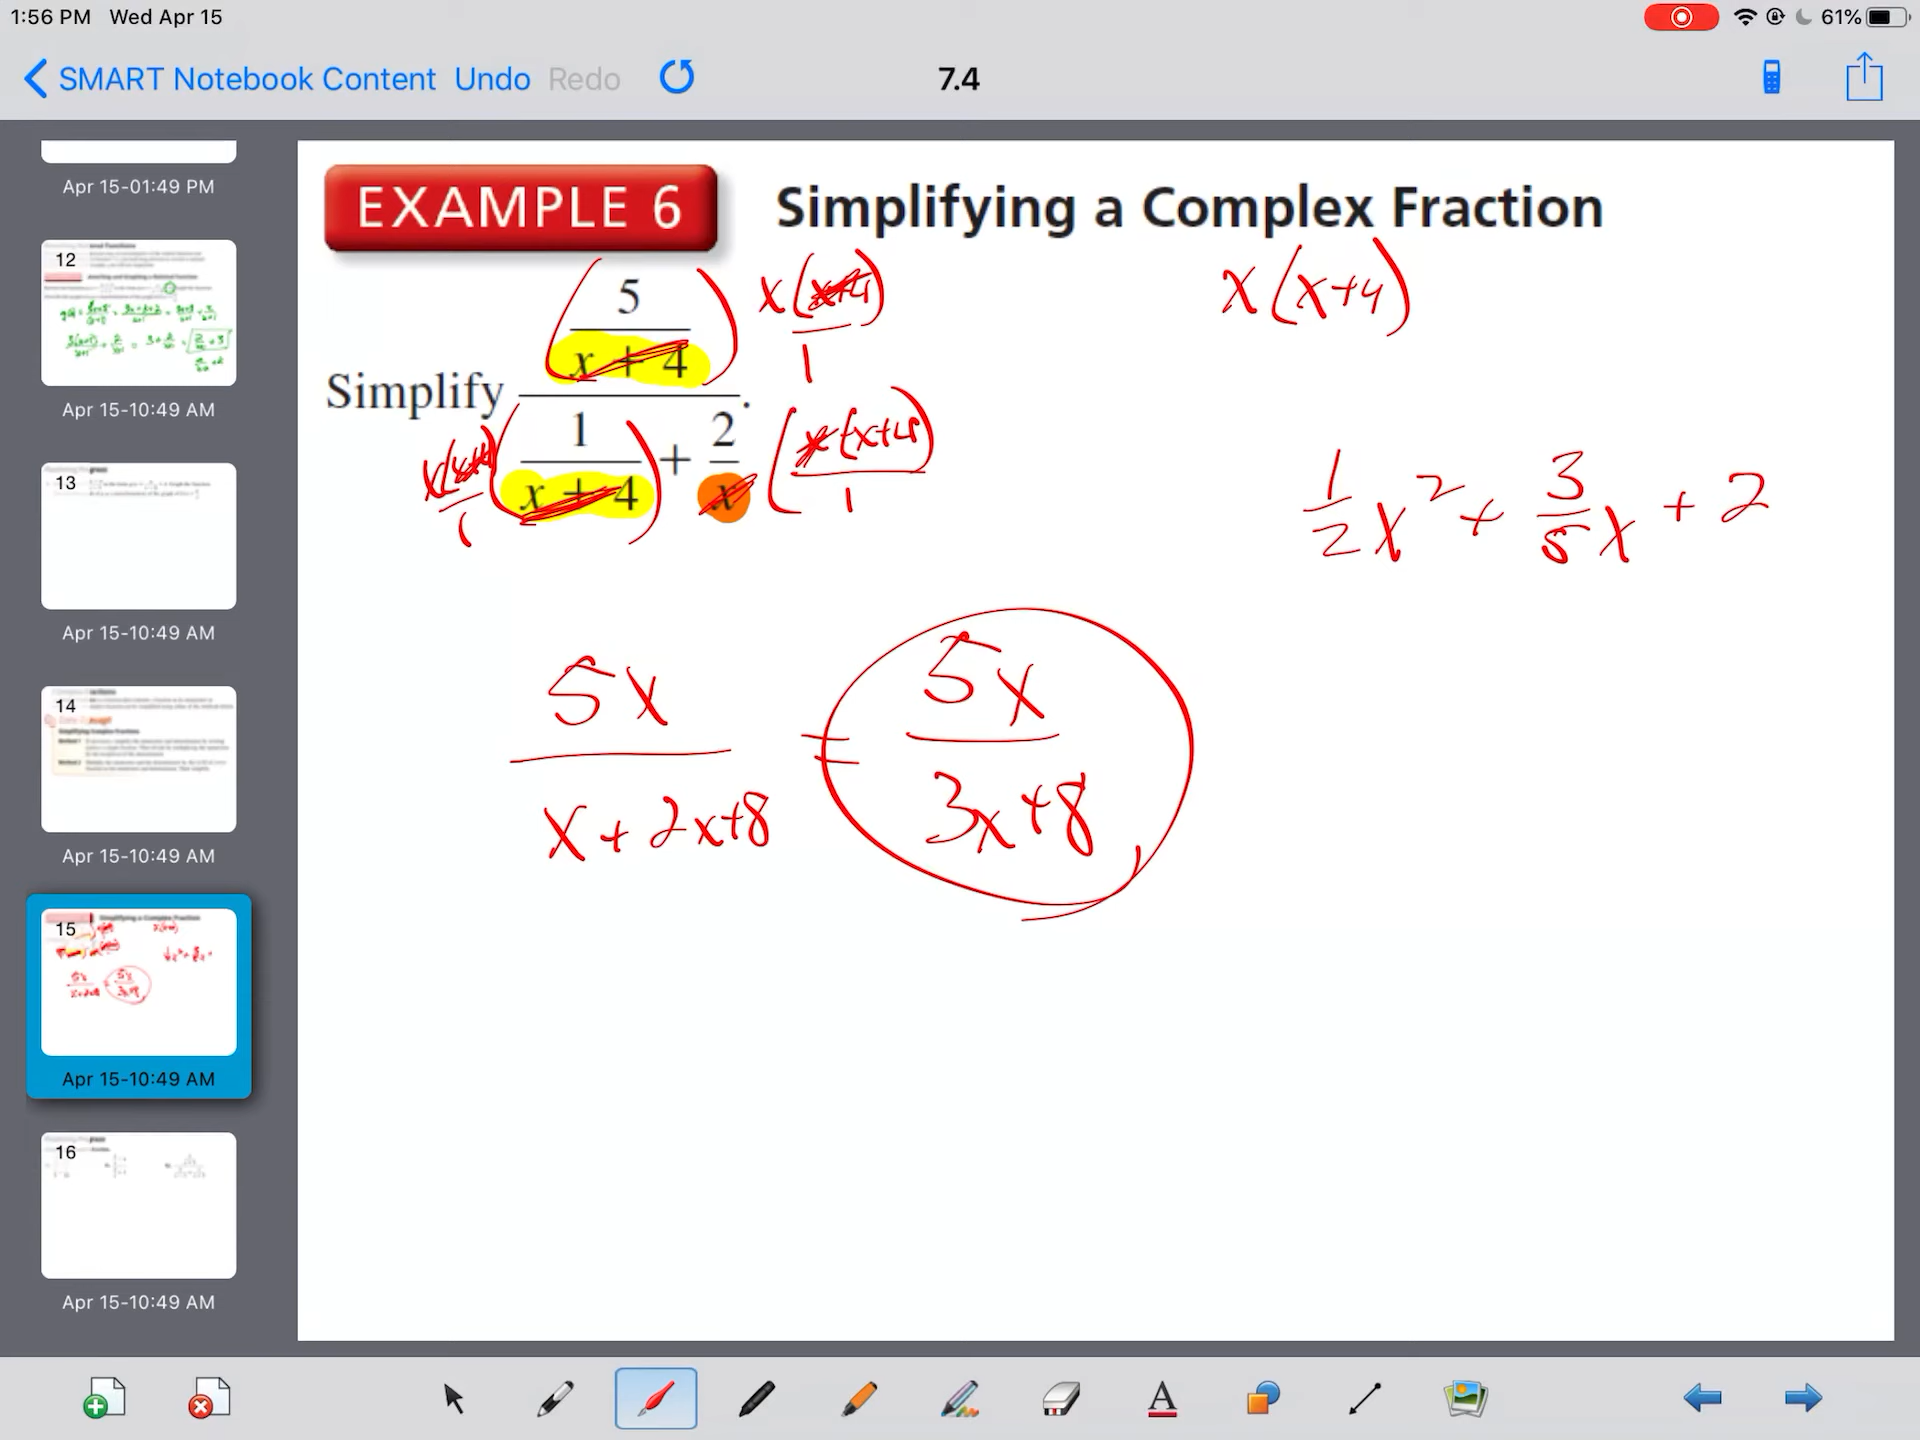 1:56 PM Wed Apr 15
61%
SMART Notebook Content Undo Redo
7.4
Apr 15-01:49 PM
12
Apr 15-10:49 AM
13
Apr 15-10:49 AM
14
Apr 15-10:49 AM
15
Apr 15-10:49 AM
16
Apr 15-10:49 AM
EXAMPLE 6 Simplifying a Complex Fraction
5 x(x+4) x(x+4)
x + 4 1
Simplify .
1 + 2
x + 4 x
x(x+4) x(x+4)
1 1
1/2 x² + 3/5 x + 2
5x = 5x
x + 2x+8 3x+8
A